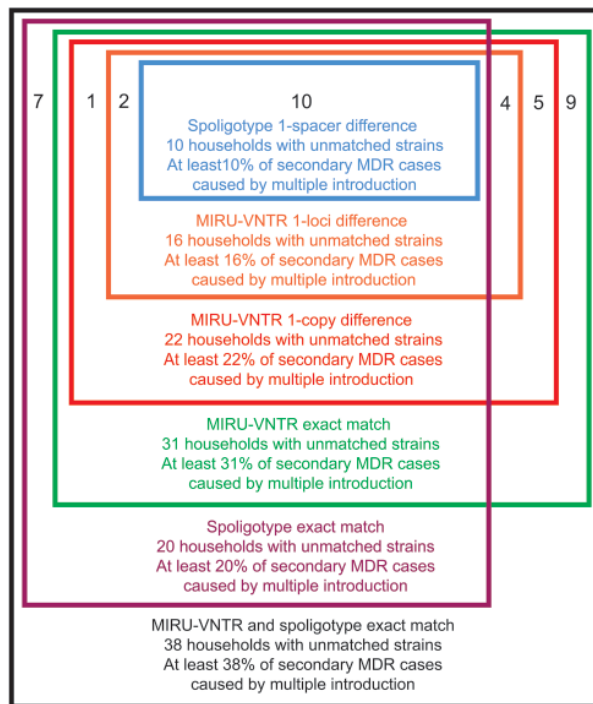 7 1 2 10 4 5 9
Spoligotype 1-spacer difference
10 households with unmatched strains
At least10% of secondary MDR cases
caused by multiple introduction
MIRU-VNTR 1-loci difference
16 households with unmatched strains
At least 16% of secondary MDR cases
caused by multiple introduction
MIRU-VNTR 1-copy difference
22 households with unmatched strains
At least 22% of secondary MDR cases
caused by multiple introduction
MIRU-VNTR exact match
31 households with unmatched strains
At least 31% of secondary MDR cases
caused by multiple introduction
Spoligotype exact match
20 households with unmatched strains
At least 20% of secondary MDR cases
caused by multiple introduction
MIRU-VNTR and spoligotype exact match
38 households with unmatched strains
At least 38% of secondary MDR cases
caused by multiple introduction